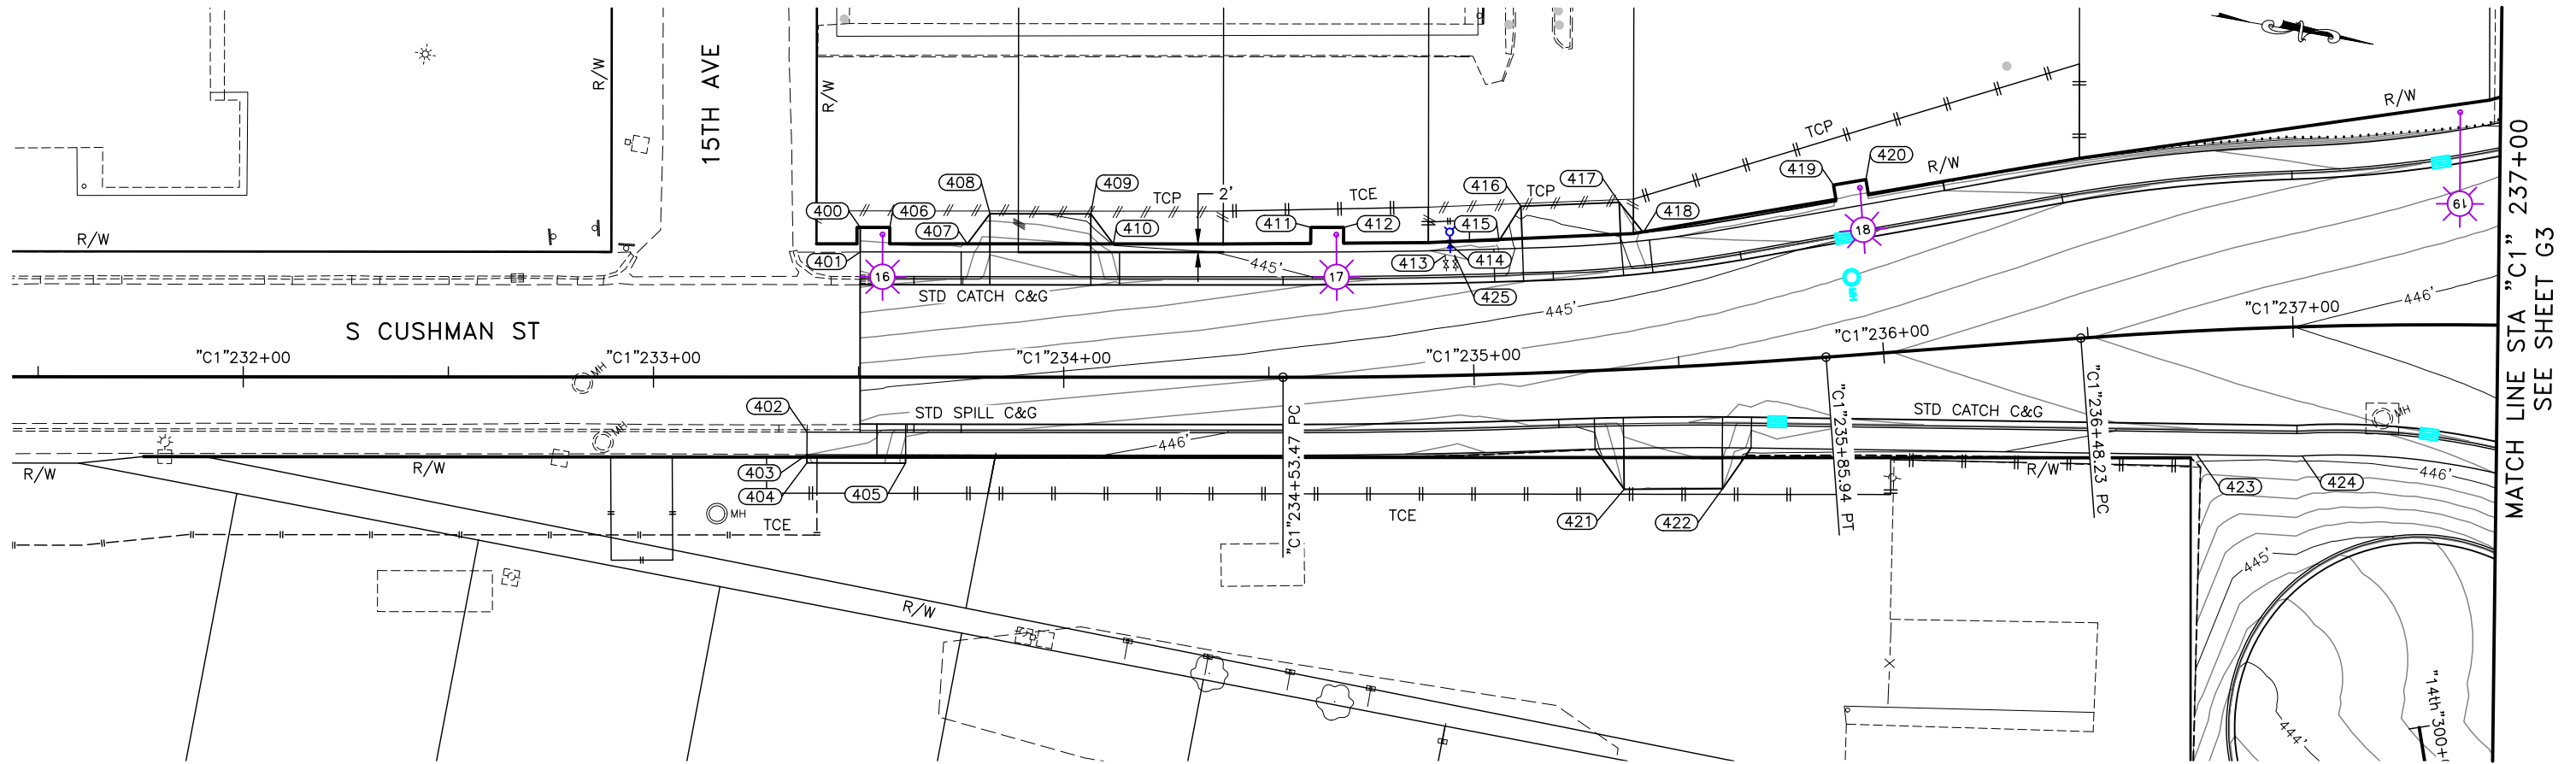 15TH AVE
R/W
R/W
R/W
R/W
R/W
R/W
R/W
R/W
R/W
R/W
TCP
TCP
TCP
TCE
TCE
TCE
2'
400
406
401
407
408
409
410
411
412
413
414
415
416
417
418
419
420
425
16
17
18
19
MH
445'
445'
STD CATCH C&G
S CUSHMAN ST
"C1"232+00
"C1"233+00
"C1"234+00
"C1"235+00
"C1"236+00
"C1"237+00
446'
MH
MH
402
403
404
405
STD SPILL C&G
446'
STD CATCH C&G
MH
MH
"C1"234+53.47 PC
"C1"235+85.94 PT
"C1"236+48.23 PC
421
422
423
424
446'
445'
444'
"14th"300+
MATCH LINE STA "C1" 237+00
SEE SHEET G3